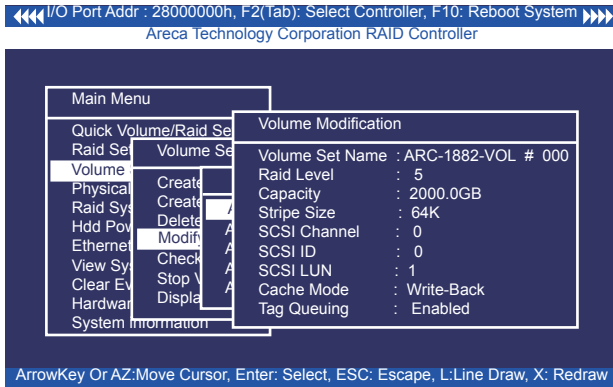 I/O Port Addr : 28000000h, F2(Tab): Select Controller, F10: Reboot System
Areca Technology Corporation RAID Controller
Main Menu
Quick Volume/Raid Se
Raid Set
Volume
Physical
Raid Sys
Hdd Pow
Ethernet
View Sys
Clear Ev
Hardwar
System Information
Volume Se
Create
Create
Delete
Modify
Check
Stop V
Displa
A
A
A
A
A
Volume Modification
Volume Set Name : ARC-1882-VOL # 000
Raid Level : 5
Capacity : 2000.0GB
Stripe Size : 64K
SCSI Channel : 0
SCSI ID : 0
SCSI LUN : 1
Cache Mode : Write-Back
Tag Queuing : Enabled
ArrowKey Or AZ:Move Cursor, Enter: Select, ESC: Escape, L:Line Draw, X: Redraw